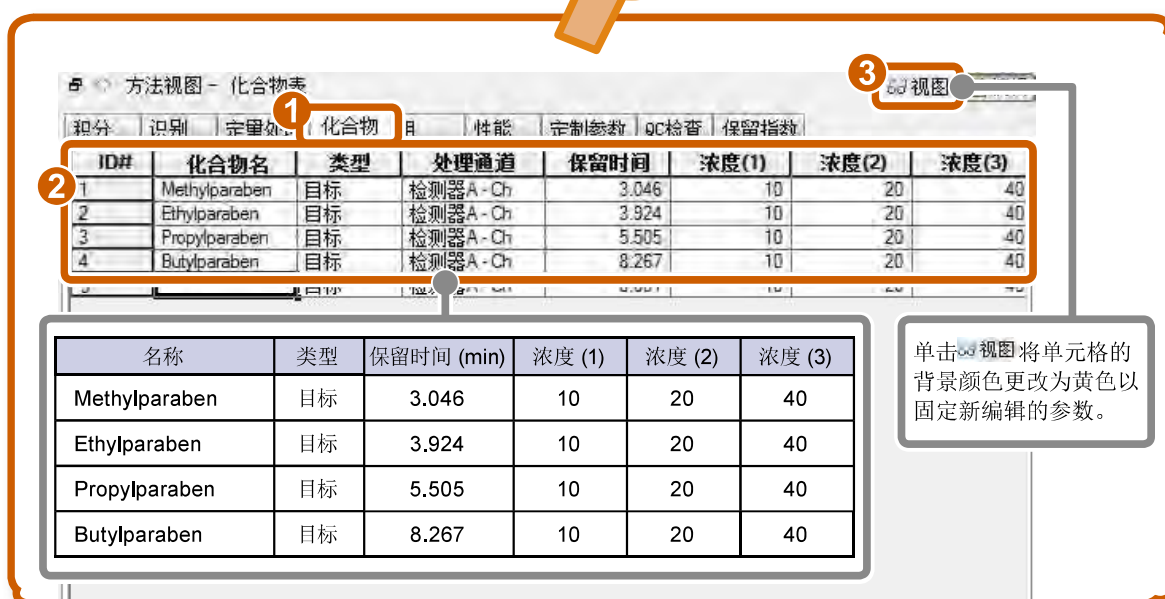 方法视图 - 化合物表
3
视图
1
积分 识别 定量处 化合物 性能 定制参数 QC检查 保留指数
2
ID# 化合物名 类型 处理通道 保留时间 浓度(1) 浓度(2) 浓度(3)
1 Methylparaben 目标 检测器A - Ch 3.046 10 20 40
2 Ethylparaben 目标 检测器A - Ch 3.924 10 20 40
3 Propylparaben 目标 检测器A - Ch 5.505 10 20 40
4 Butylparaben 目标 检测器A - Ch 8.267 10 20 40
名称 类型 保留时间 (min) 浓度 (1) 浓度 (2) 浓度 (3)
Methylparaben 目标 3.046 10 20 40
Ethylparaben 目标 3.924 10 20 40
Propylparaben 目标 5.505 10 20 40
Butylparaben 目标 8.267 10 20 40
单击 视图 将单元格的
背景颜色更改为黄色以
固定新编辑的参数。